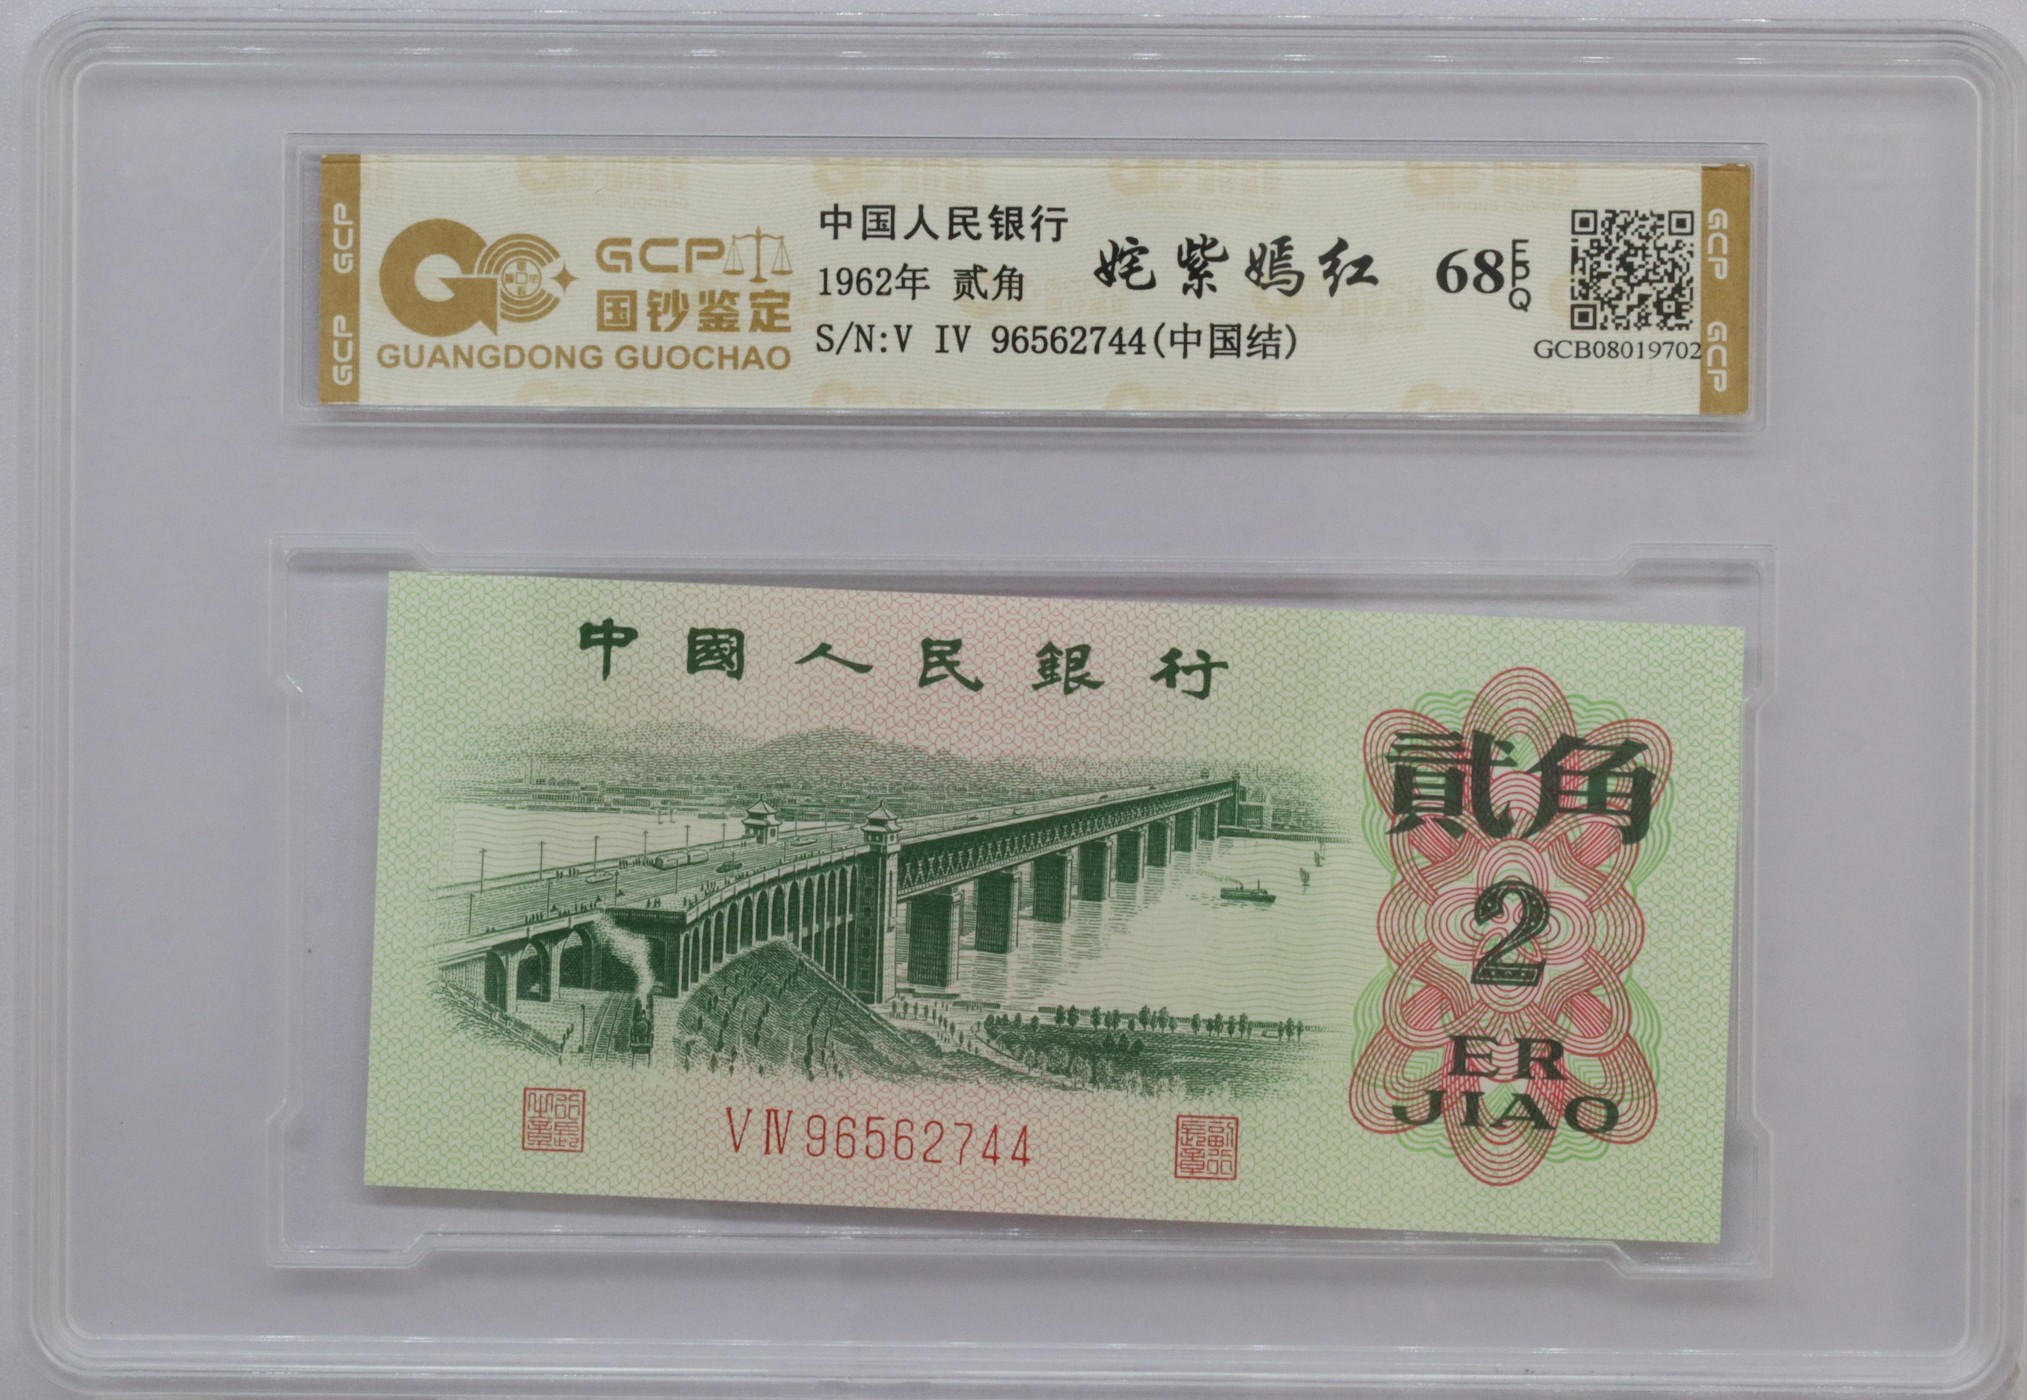 GCP GCP
GCP
国钞鉴定
GUANGDONG GUOCHAO
中国人民银行
1962年 贰角
S/N:V IV 96562744(中国结)
姹紫嫣红
68EPQ
GCB08019702
GCP GCP
中國人民銀行
貳角
2
ER
JIAO
V IV 96562744